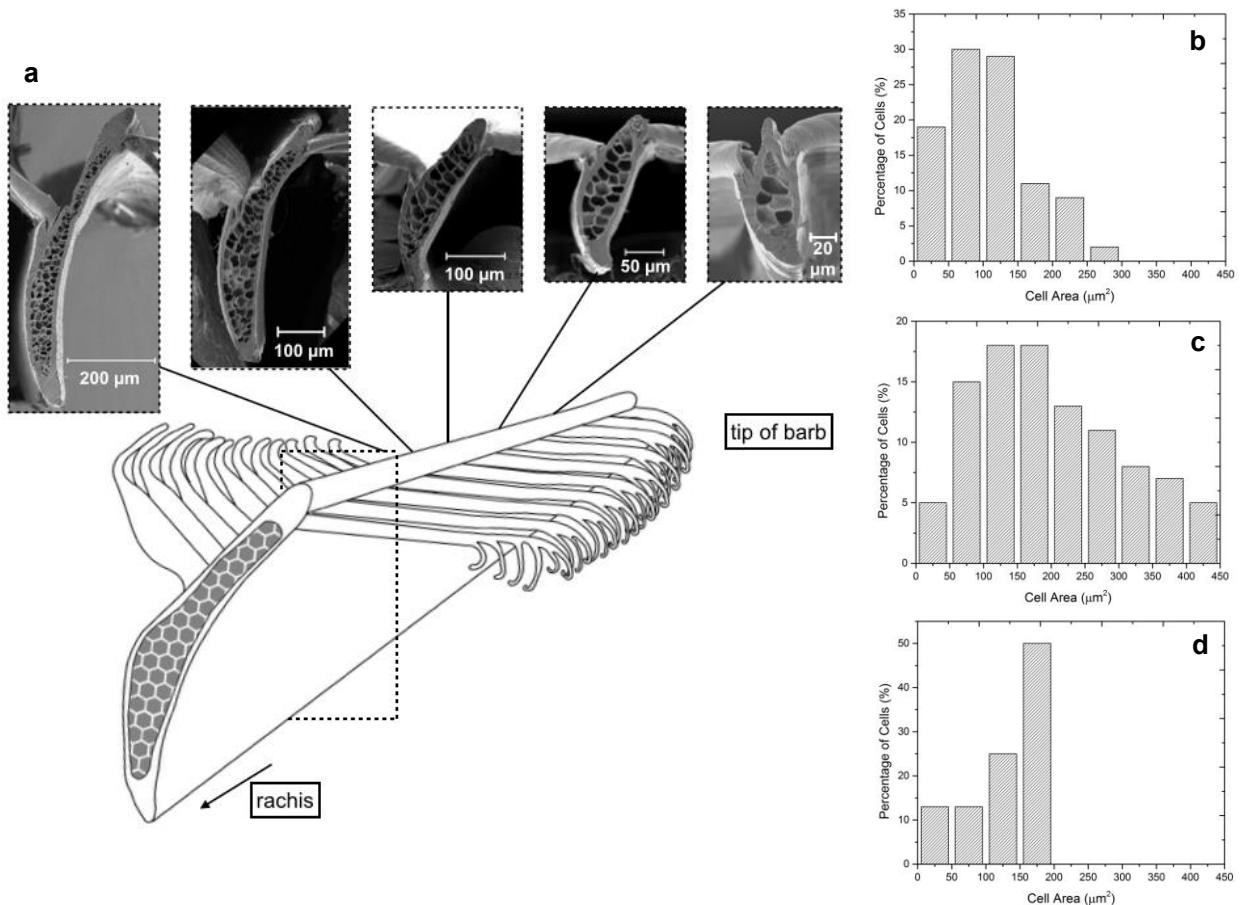 a
200 μm
100 μm
100 μm
50 μm
20
μm
tip of barb
rachis
b
35
30
25
20
15
10
5
0
Percentage of Cells (%)
0 50 100 150 200 250 300 350 400 450
Cell Area (μm²)
c
20
15
10
5
0
Percentage of Cells (%)
0 50 100 150 200 250 300 350 400 450
Cell Area (μm²)
d
50
40
30
20
10
0
Percentage of Cells (%)
0 50 100 150 200 250 300 350 400 450
Cell Area (μm²)